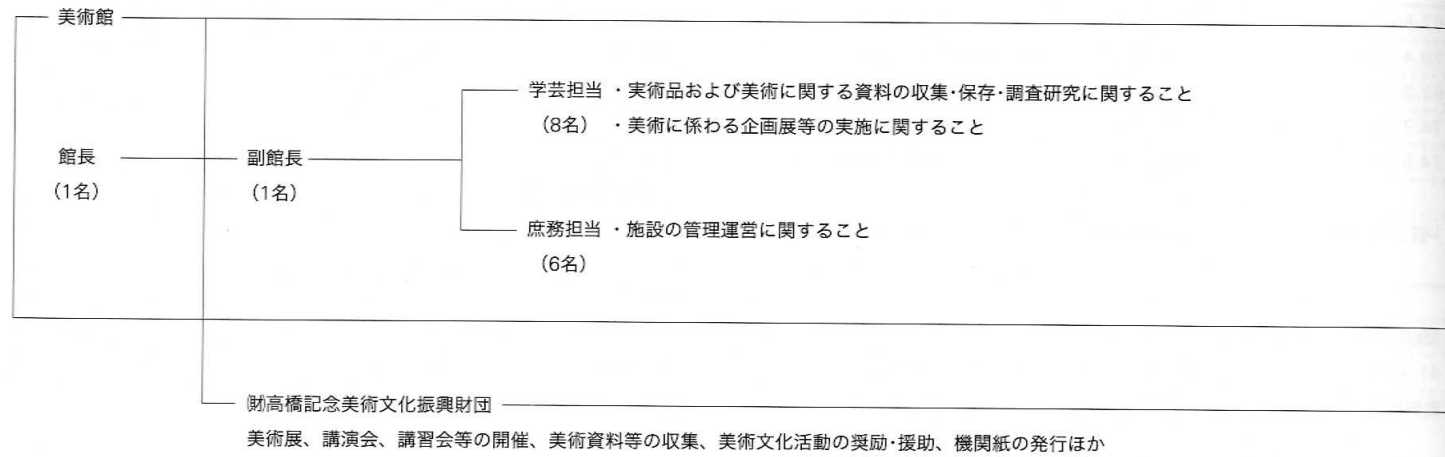 美術館
学芸担当 ・実術品および美術に関する資料の収集・保存・調査研究に関すること
(8名) ・美術に係わる企画展等の実施に関すること
館長
(1名)
副館長
(1名)
庶務担当 ・施設の管理運営に関すること
(6名)
㈶高橋記念美術文化振興財団
美術展、講演会、講習会等の開催、美術資料等の収集、美術文化活動の奨励・援助、機関紙の発行ほか